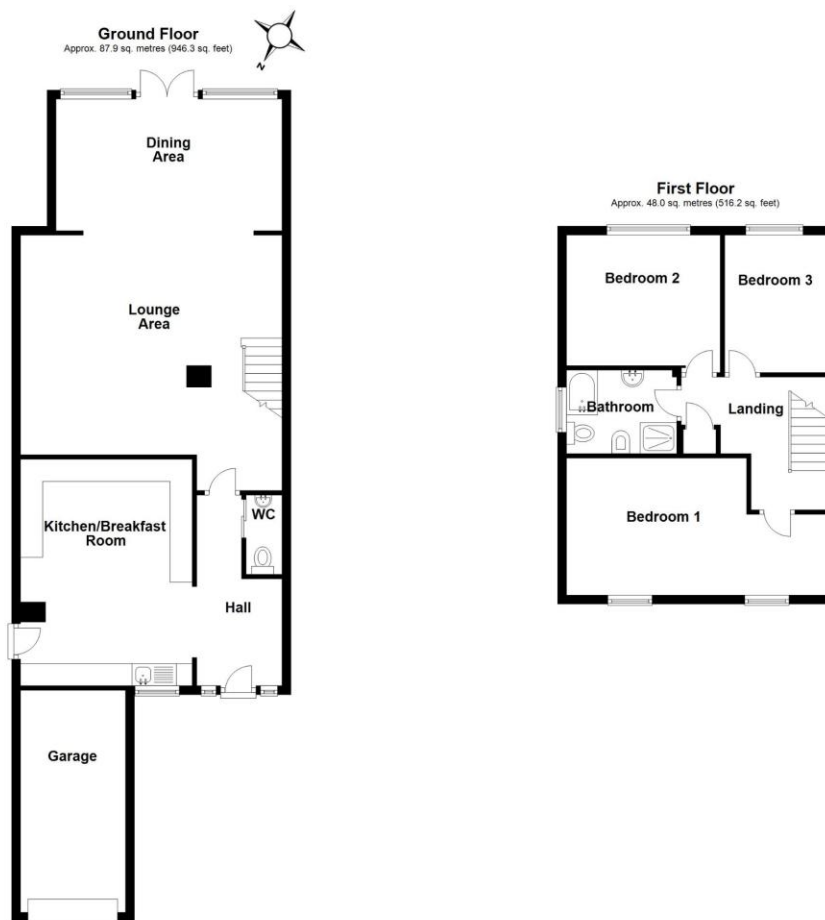 Ground Floor
Approx. 87.9 sq. metres (946.3 sq. feet)
N
Dining
Area
Lounge
Area
Kitchen/Breakfast
Room
WC
Hall
Garage
First Floor
Approx. 48.0 sq. metres (516.2 sq. feet)
Bedroom 2
Bedroom 3
Bathroom
Landing
Bedroom 1